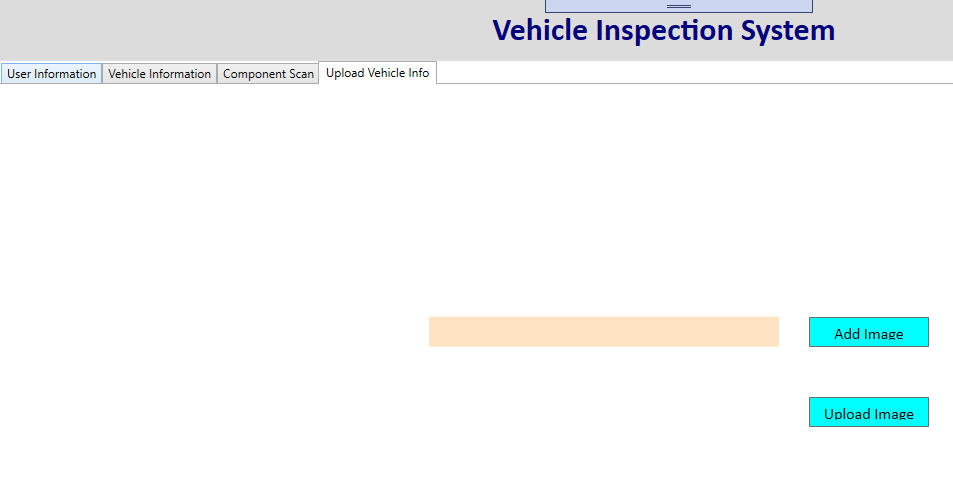 Vehicle Inspection System
User Information Vehicle Information Component Scan Upload Vehicle Info
Add Image
Upload Image